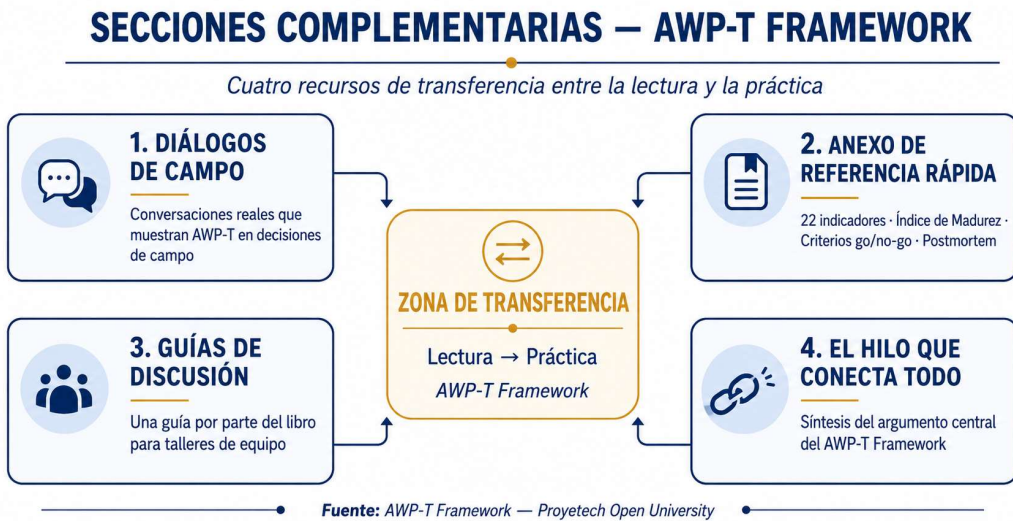 SECCIONES COMPLEMENTARIAS — AWP-T FRAMEWORK
Cuatro recursos de transferencia entre la lectura y la práctica
1. DIÁLOGOS
DE CAMPO
Conversaciones reales que
muestran AWP-T en decisiones
de campo
2. ANEXO DE
REFERENCIA RÁPIDA
22 indicadores · Índice de Madurez ·
Criterios go/no-go · Postmortem
ZONA DE TRANSFERENCIA
Lectura → Práctica
AWP-T Framework
3. GUÍAS DE
DISCUSIÓN
Una guía por parte del libro
para talleres de equipo
4. EL HILO QUE
CONECTA TODO
Síntesis del argumento central
del AWP-T Framework
Fuente: AWP-T Framework — Proyetech Open University